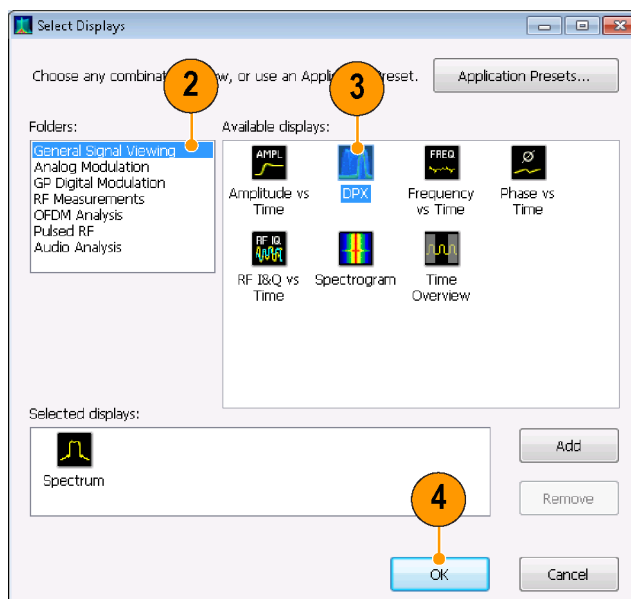 Select Displays
2
3
Choose any combinat w, or use an Appli Preset.
Application Presets...
Folders:
Available displays:
General Signal Viewing
Analog Modulation
GP Digital Modulation
RF Measurements
OFDM Analysis
Pulsed RF
Audio Analysis
AMPL
FREQ
Amplitude vs
Time
DPX
Frequency
vs Time
Phase vs
Time
RF IQ
RF I&Q vs
Time
Spectrogram
Time
Overview
Selected displays:
Spectrum
Add
Remove
4
OK
Cancel